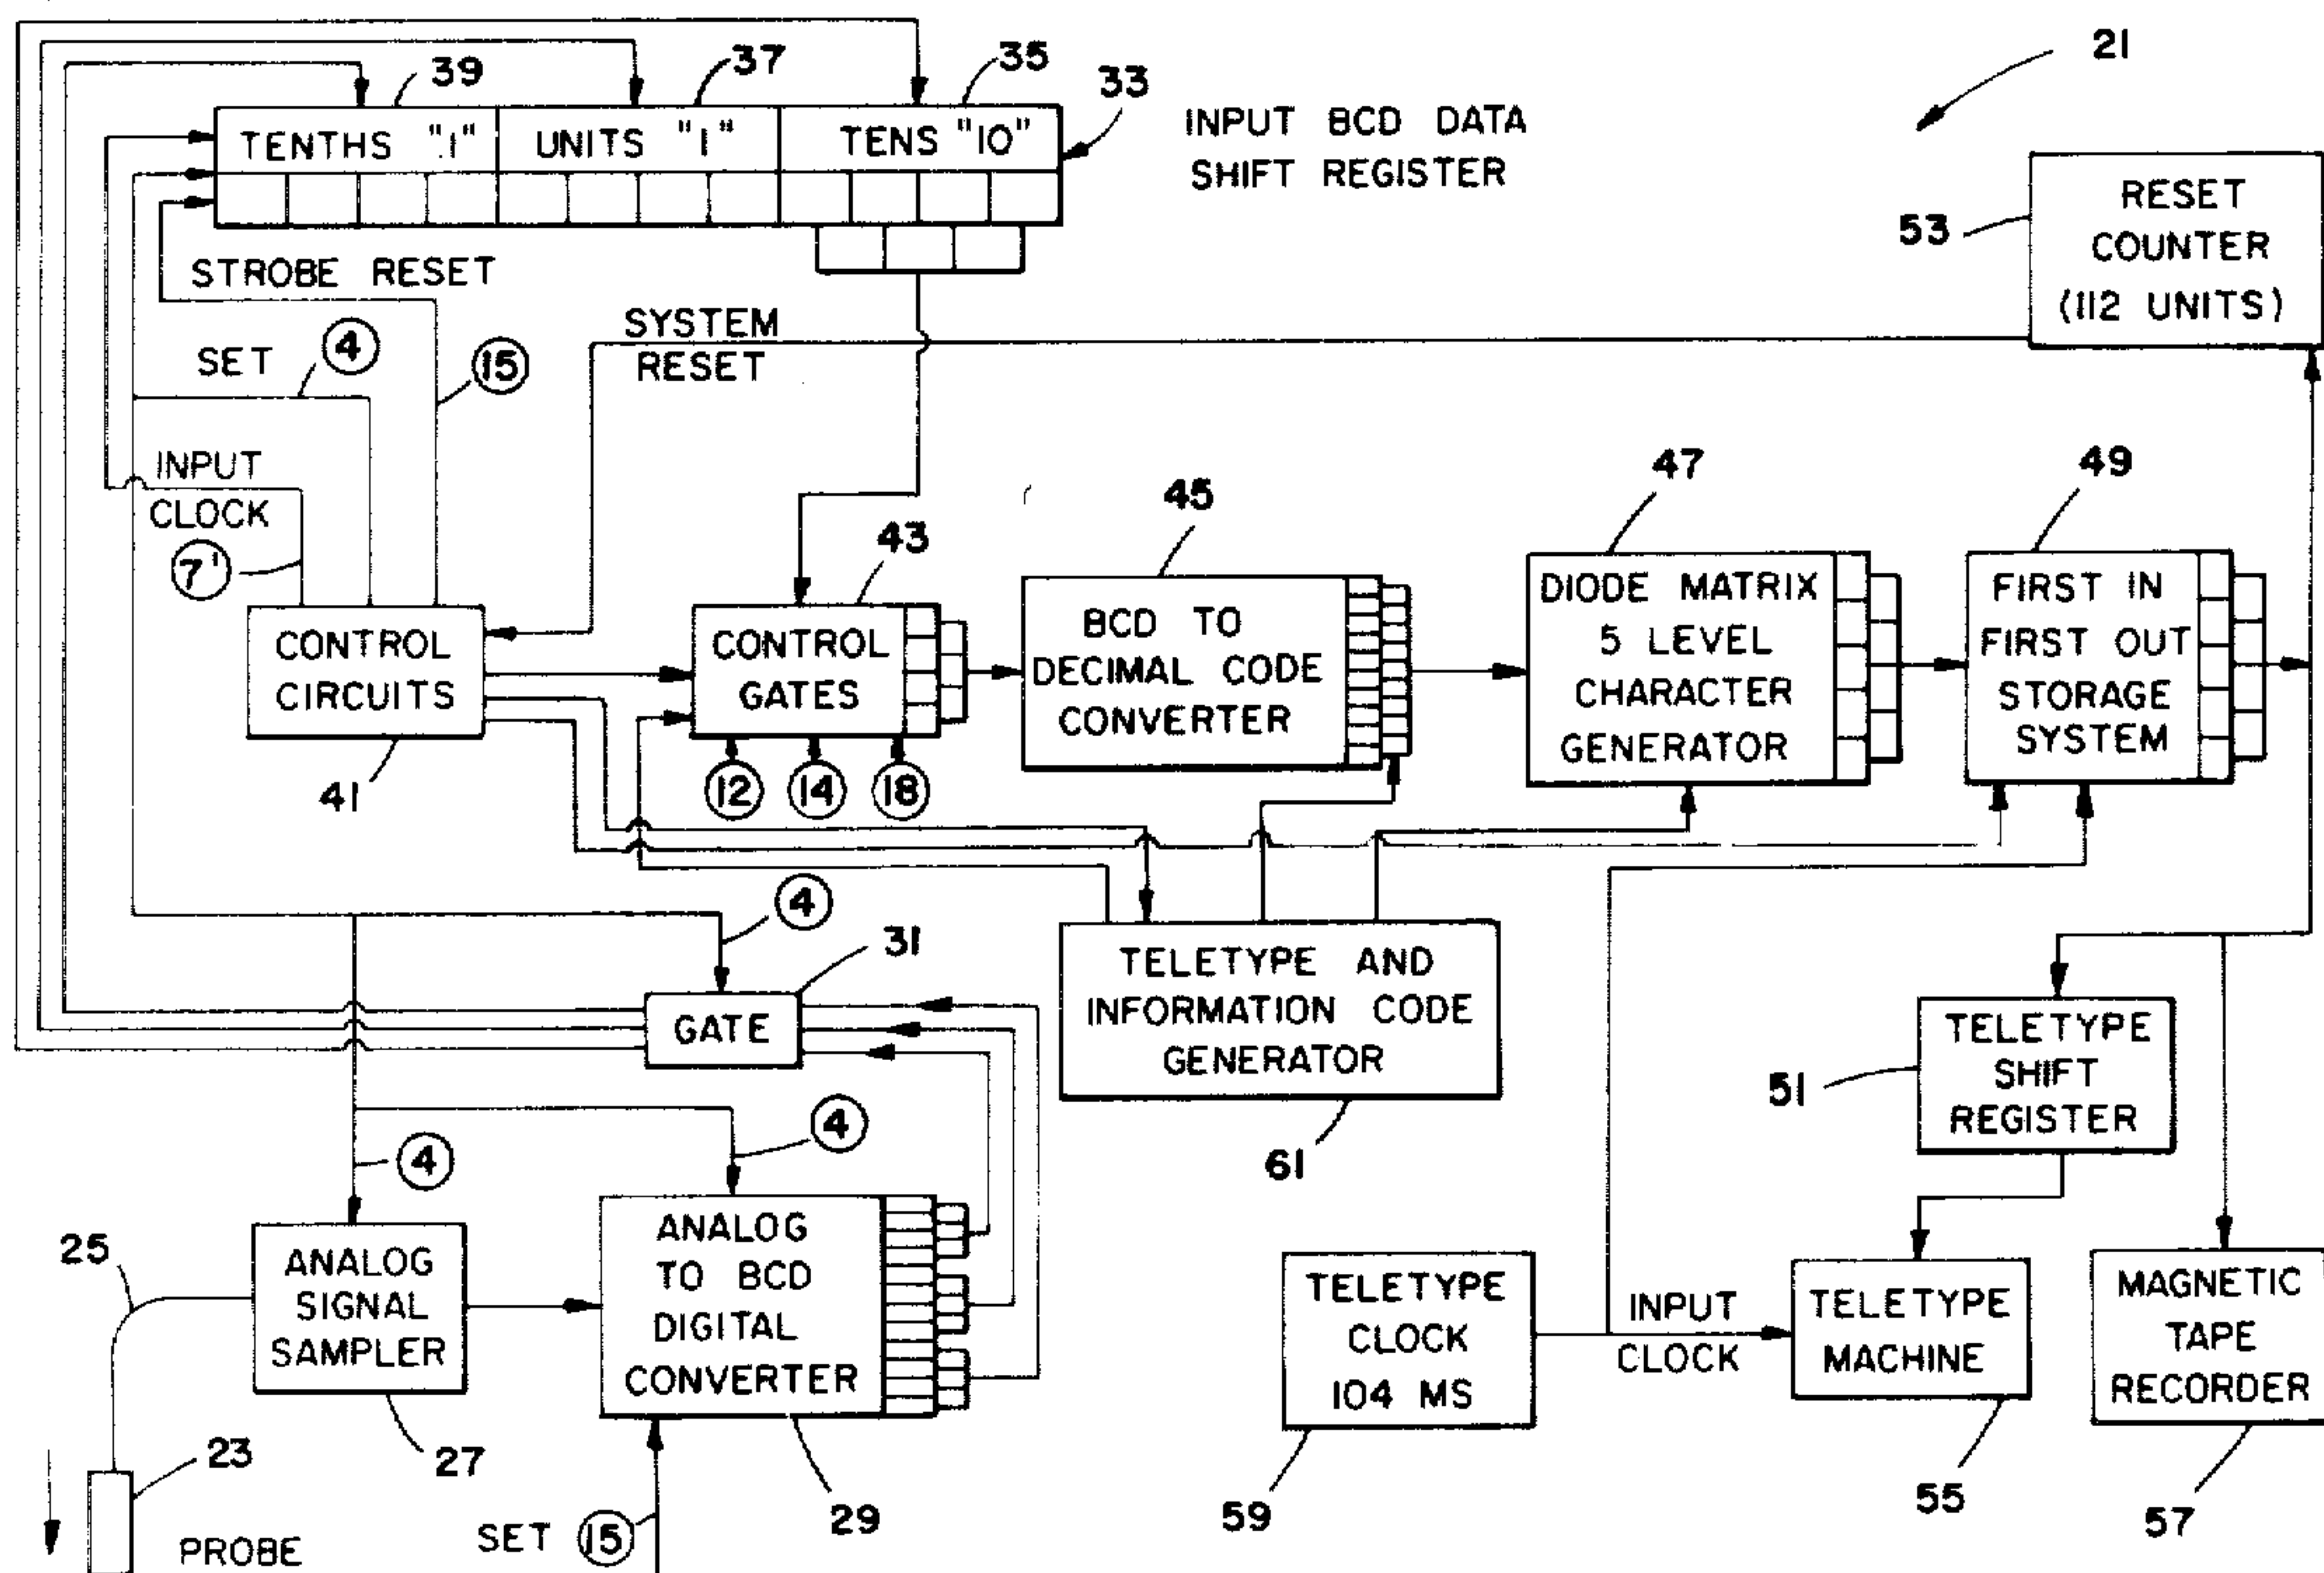 21
39
37
35
33
TENTHS ".1"
UNITS "1"
TENS "10"
INPUT BCD DATA
SHIFT REGISTER
RESET
COUNTER
(112 UNITS)
53
STROBE RESET
SYSTEM
RESET
SET
4
15
INPUT
CLOCK
7'
43
45
47
49
CONTROL
CIRCUITS
41
CONTROL
GATES
12
14
18
BCD TO
DECIMAL CODE
CONVERTER
DIODE MATRIX
5 LEVEL
CHARACTER
GENERATOR
FIRST IN
FIRST OUT
STORAGE
SYSTEM
4
31
GATE
TELETYPE AND
INFORMATION CODE
GENERATOR
61
TELETYPE
SHIFT
REGISTER
51
4
4
25
ANALOG
SIGNAL
SAMPLER
27
ANALOG
TO BCD
DIGITAL
CONVERTER
29
TELETYPE
CLOCK
104 MS
59
INPUT
CLOCK
TELETYPE
MACHINE
55
MAGNETIC
TAPE
RECORDER
57
23
PROBE
SET
15